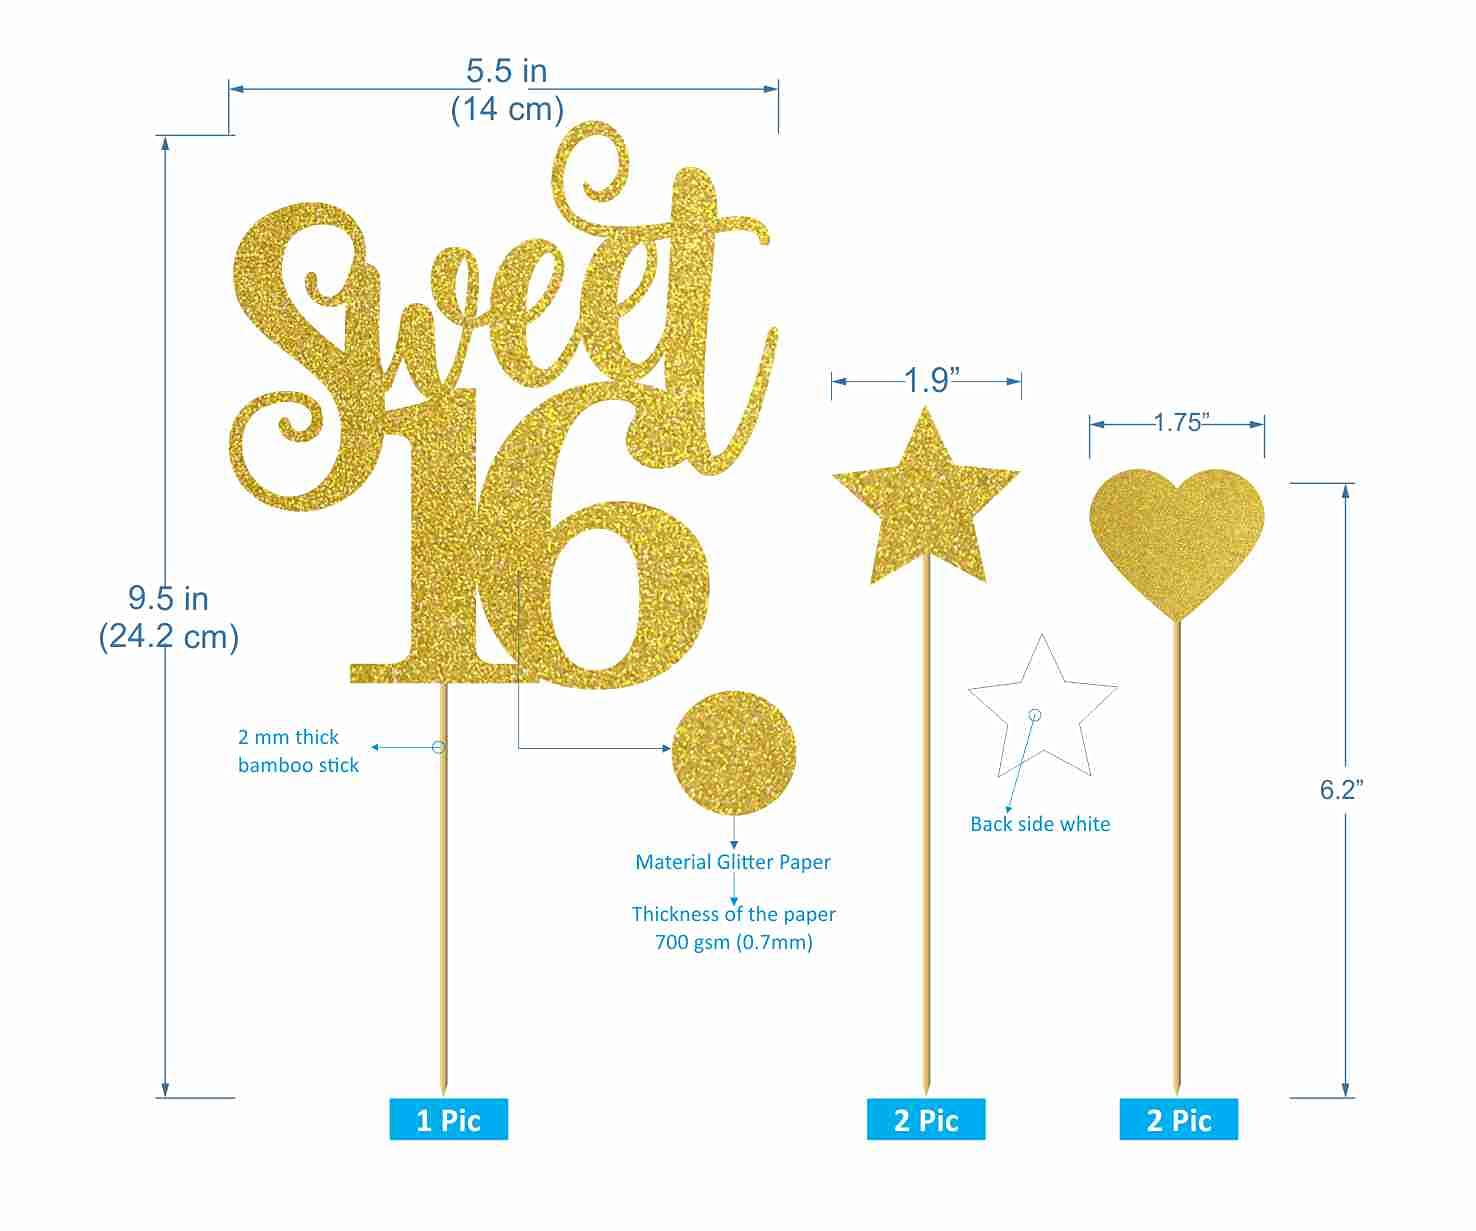 5.5 in
(14 cm)
Sweet
16
1.9”
1.75”
9.5 in
(24.2 cm)
2 mm thick
bamboo stick
6.2”
Back side white
Material Glitter Paper
Thickness of the paper
700 gsm (0.7mm)
1 Pic
2 Pic
2 Pic